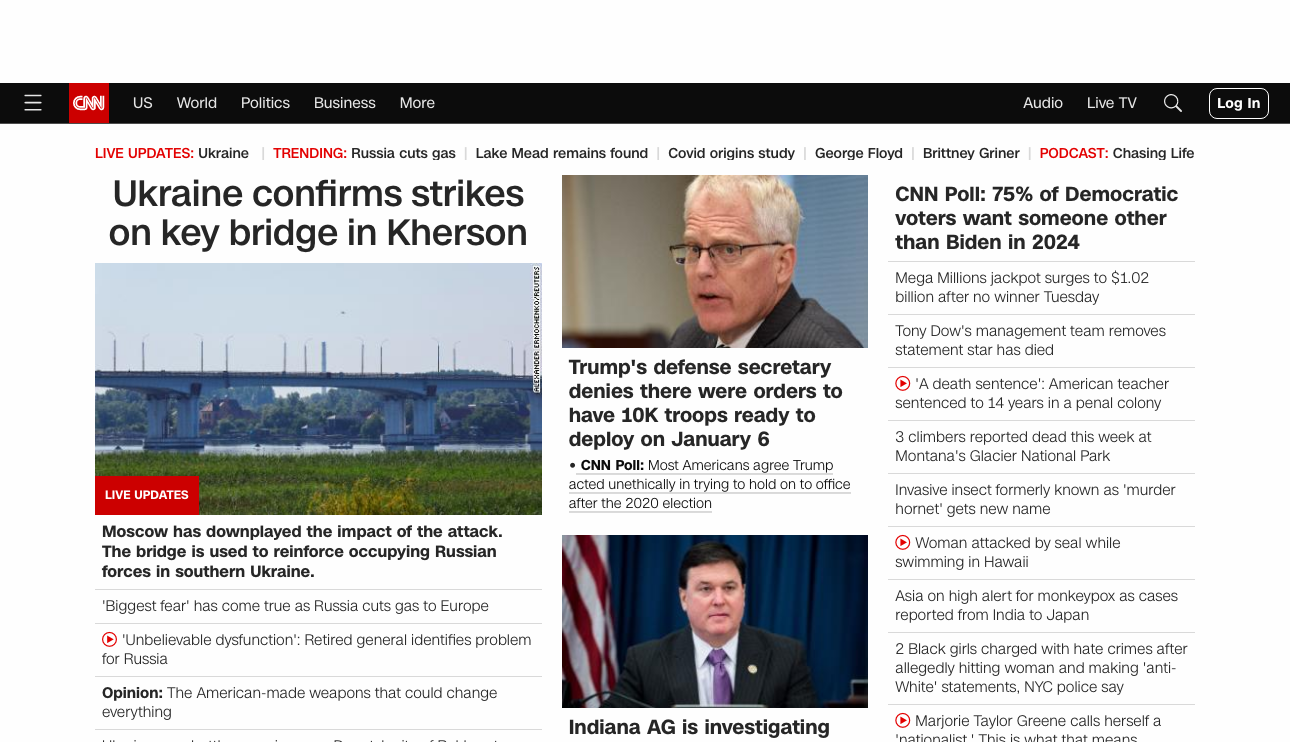 CNN US World Politics Business More Audio Live TV Log In
LIVE UPDATES: Ukraine | TRENDING: Russia cuts gas | Lake Mead remains found | Covid origins study | George Floyd | Brittney Griner | PODCAST: Chasing Life
Ukraine confirms strikes
on key bridge in Kherson
ALEXANDER ERMOCHENKO/REUTERS
LIVE UPDATES
Moscow has downplayed the impact of the attack.
The bridge is used to reinforce occupying Russian
forces in southern Ukraine.
'Biggest fear' has come true as Russia cuts gas to Europe
'Unbelievable dysfunction': Retired general identifies problem
for Russia
Opinion: The American-made weapons that could change
everything
Trump's defense secretary
denies there were orders to
have 10K troops ready to
deploy on January 6
• CNN Poll: Most Americans agree Trump
acted unethically in trying to hold on to office
after the 2020 election
Indiana AG is investigating
CNN Poll: 75% of Democratic
voters want someone other
than Biden in 2024
Mega Millions jackpot surges to $1.02
billion after no winner Tuesday
Tony Dow's management team removes
statement star has died
'A death sentence': American teacher
sentenced to 14 years in a penal colony
3 climbers reported dead this week at
Montana's Glacier National Park
Invasive insect formerly known as 'murder
hornet' gets new name
Woman attacked by seal while
swimming in Hawaii
Asia on high alert for monkeypox as cases
reported from India to Japan
2 Black girls charged with hate crimes after
allegedly hitting woman and making 'anti-
White' statements, NYC police say
Marjorie Taylor Greene calls herself a
'nationalist.' This is what that means